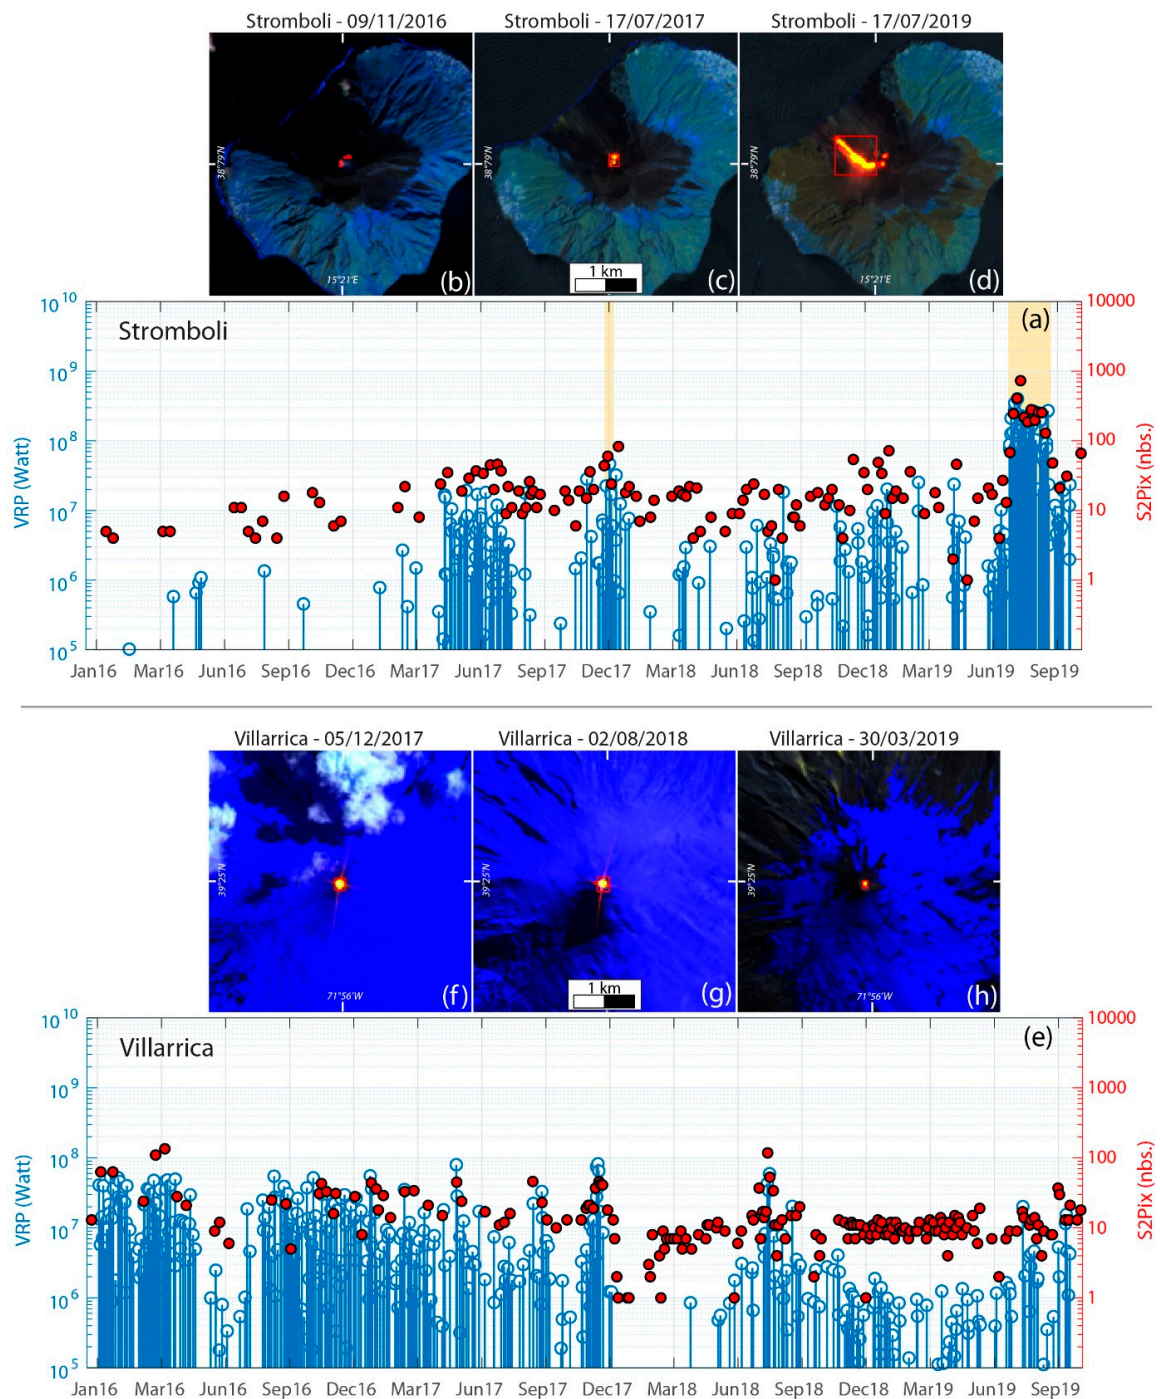 Stromboli - 09/11/2016 Stromboli - 17/07/2017 Stromboli - 17/07/2019
38°79'N 38°79'N 38°79'N
15°21'E 1 km 15°21'E
(b) (c) (d)
10^10 10000
Stromboli (a)
10^9 1000
10^8 100
10^7 10
10^6 1
10^5
VRP (Watt) S2Pix (nbs.)
Jan16 Mar16 Jun16 Sep16 Dec16 Mar17 Jun17 Sep17 Dec17 Mar18 Jun18 Sep18 Dec18 Mar19 Jun19 Sep19
Villarrica - 05/12/2017 Villarrica - 02/08/2018 Villarrica - 30/03/2019
39°25'N 39°25'N 39°25'N
71°56'W 1 km 71°56'W
(f) (g) (h)
10^10 10000
Villarrica (e)
10^9 1000
10^8 100
10^7 10
10^6 1
10^5
VRP (Watt) S2Pix (nbs.)
Jan16 Mar16 Jun16 Sep16 Dec16 Mar17 Jun17 Sep17 Dec17 Mar18 Jun18 Sep18 Dec18 Mar19 Jun19 Sep19